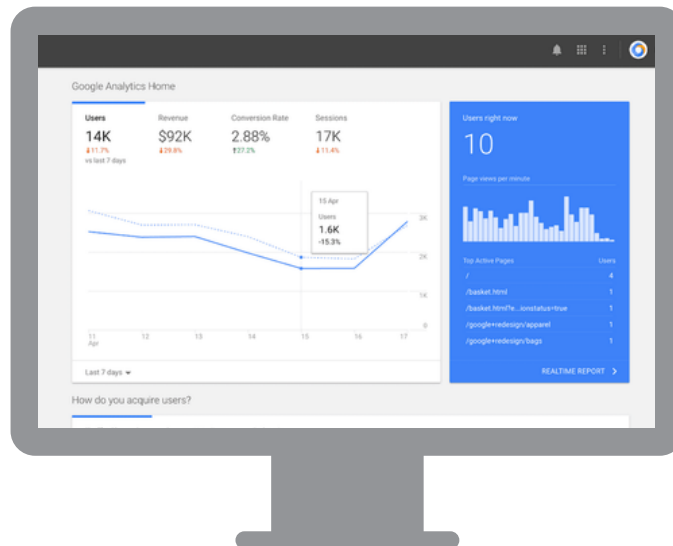 Google Analytics Home
Users Revenue Conversion Rate Sessions
14K $92K 2.88% 17K
↓11.7% ↓29.8% ↑27.2% ↓11.4%
vs last 7 days
15 Apr
Users
1.6K
-15.3%
3K
2K
1K
0
11 12 13 14 15 16 17
Apr
Last 7 days
Users right now
10
Page views per minute
Top Active Pages Users
/ 4
/basket.html 1
/basket.html?e...ionstatus=true 1
/google+redesign/apparel 1
/google+redesign/bags 1
REALTIME REPORT
How do you acquire users?